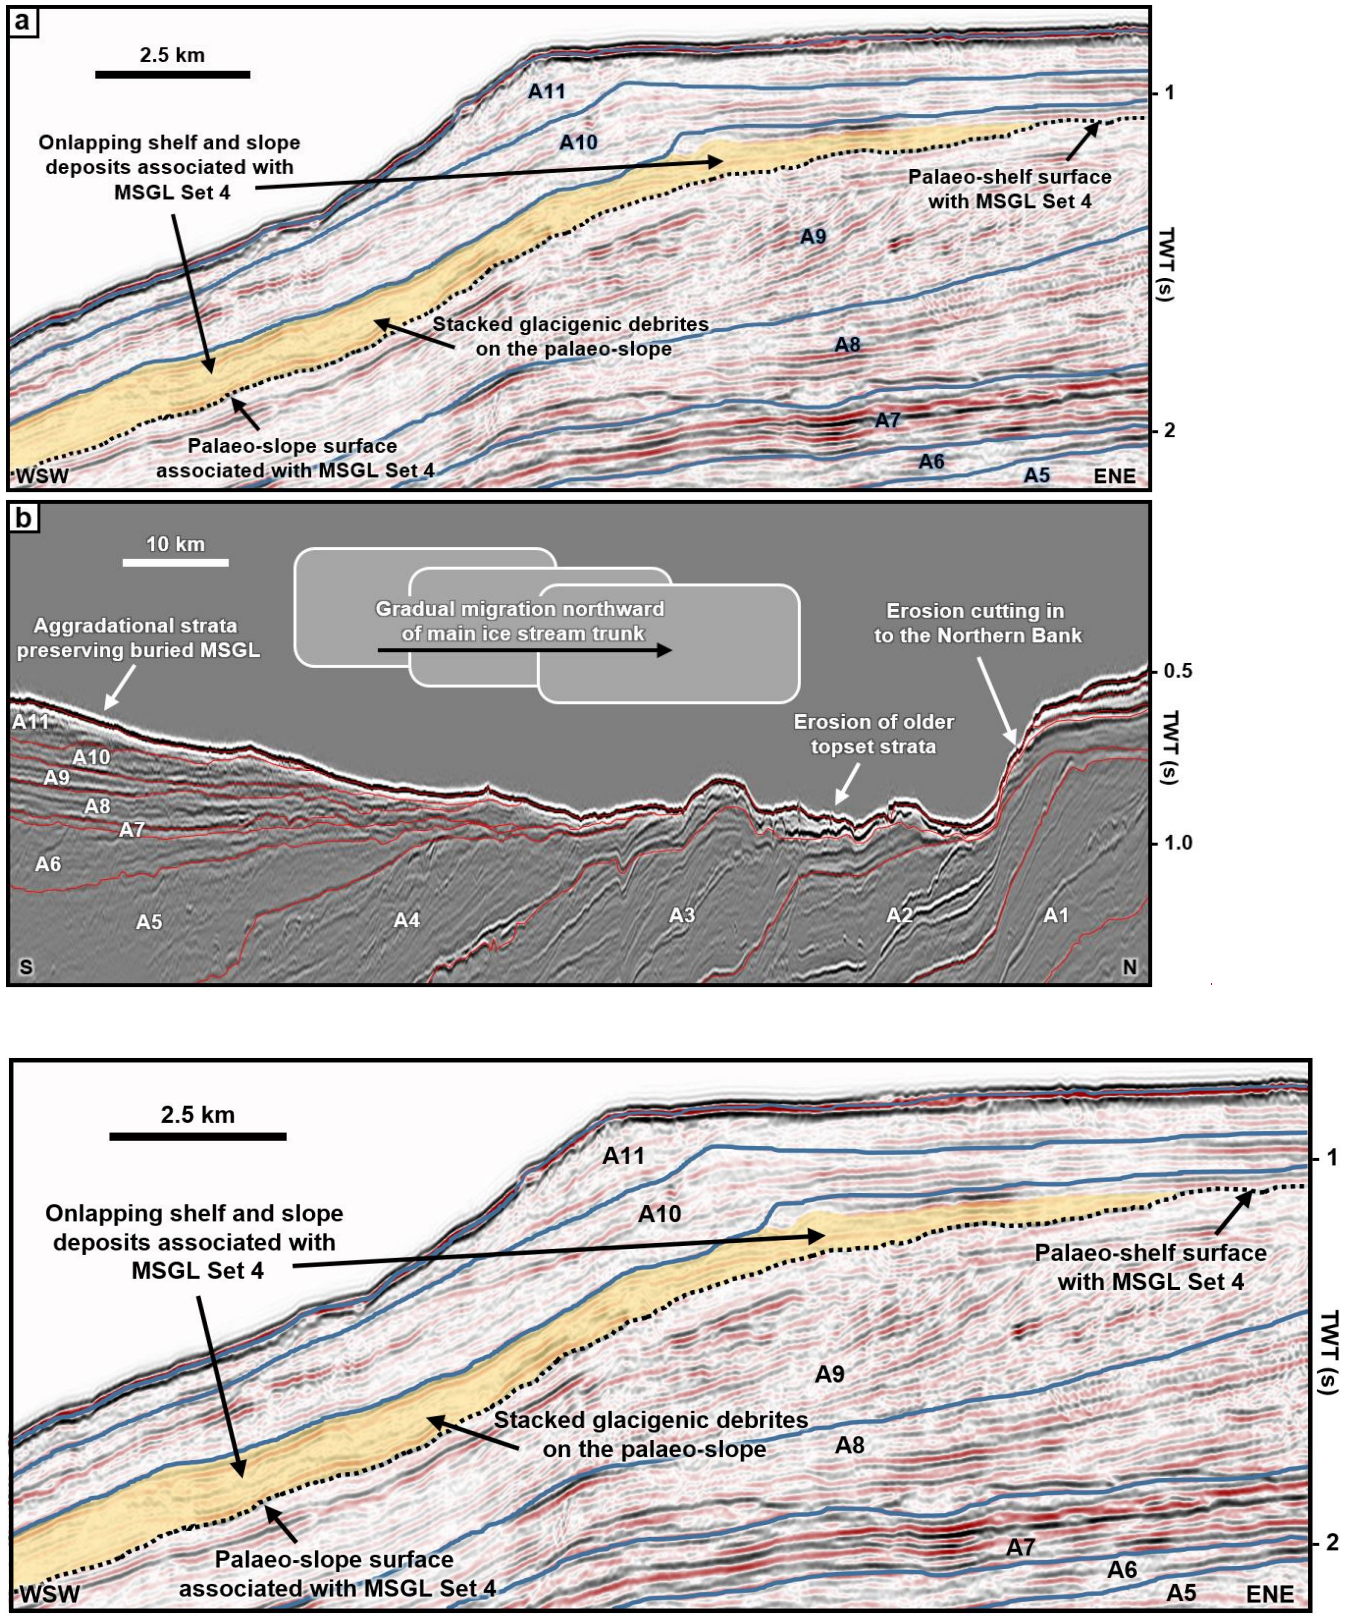 a
2.5 km
A11
1
Onlapping shelf and slope
deposits associated with
MSGL Set 4
A10
Palaeo-shelf surface
with MSGL Set 4
A9
TWT (s)
Stacked glacigenic debrites
on the palaeo-slope
A8
A7
2
Palaeo-slope surface
associated with MSGL Set 4
A6
WSW
A5
ENE
b
10 km
Gradual migration northward
of main ice stream trunk
Erosion cutting in
to the Northern Bank
Aggradational strata
preserving buried MSGL
0.5
A11
Erosion of older
topset strata
TWT (s)
A10
A9
A8
A7
1.0
A6
A5
A4
A3
A2
A1
S
N
2.5 km
A11
1
Onlapping shelf and slope
deposits associated with
MSGL Set 4
A10
Palaeo-shelf surface
with MSGL Set 4
TWT (s)
A9
Stacked glacigenic debrites
on the palaeo-slope
A8
A7
2
Palaeo-slope surface
associated with MSGL Set 4
A6
WSW
A5
ENE